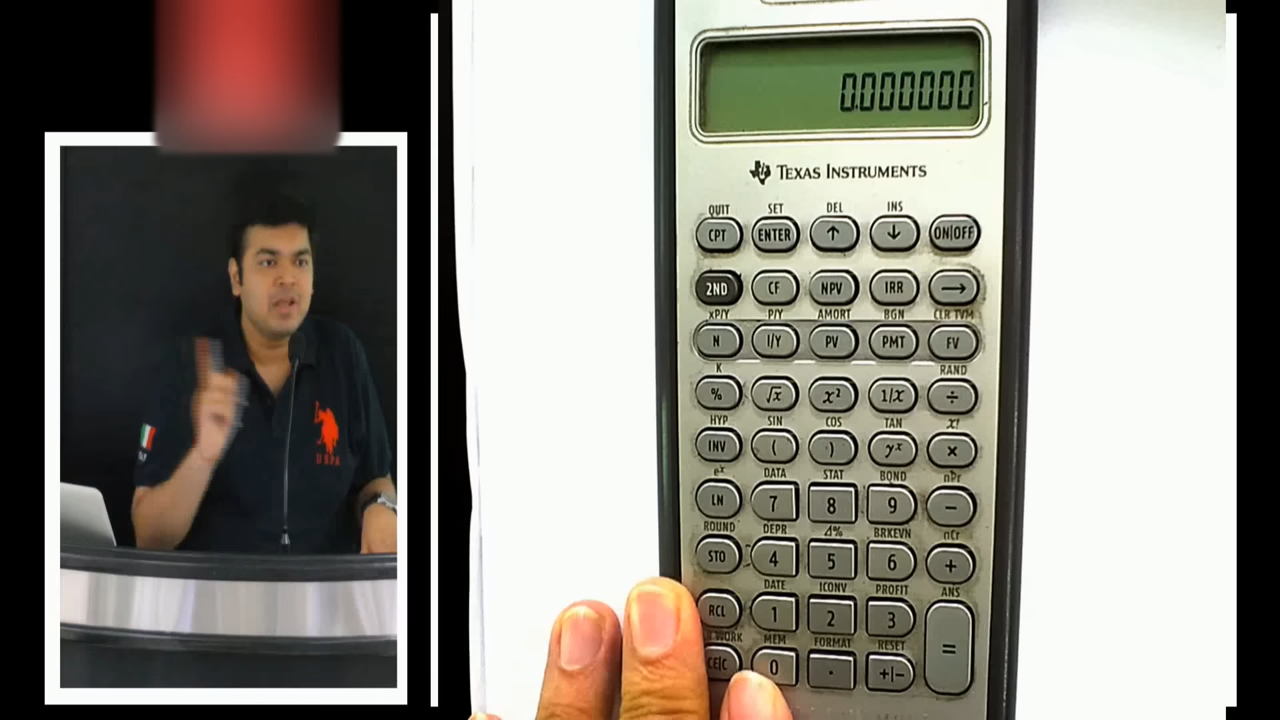 0.000000
TEXAS INSTRUMENTS
QUIT SET DEL INS
CPT ENTER ↑ ↓ ON|OFF
2ND CF NPV IRR →
xP/Y P/Y AMORT BGN CLR TVM
N I/Y PV PMT FV
K RAND
% √x x² 1/x ÷
HYP SIN COS TAN x!
INV ( ) yˣ ×
eˣ DATA STAT BOND nPr
LN 7 8 9 −
ROUND DEPR Δ% BRKEVN nCr
STO 4 5 6 +
DATE ICONV PROFIT ANS
RCL 1 2 3 =
WORK MEM FORMAT RESET
CE|C 0 . +|−
USPA